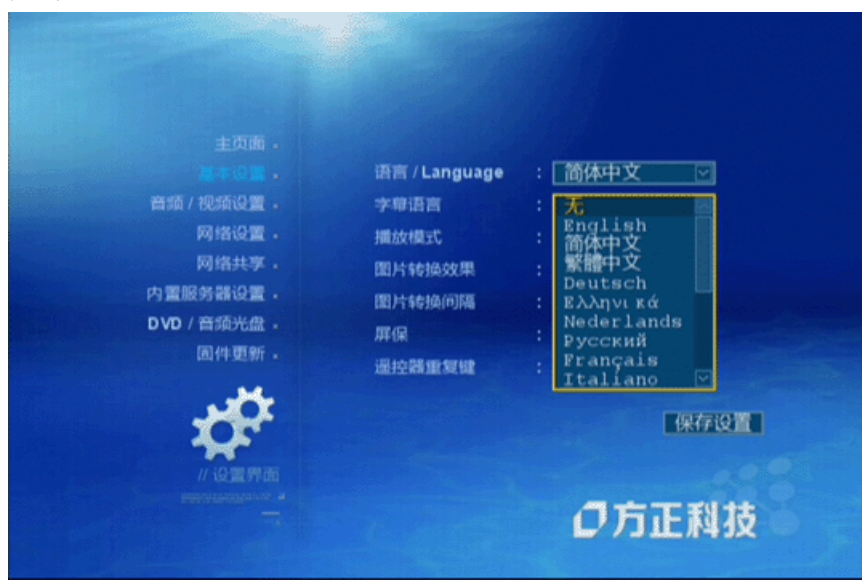 主页面
基本设置
音频 / 视频设置
网络设置
网络共享
内置服务器设置
DVD / 音频光盘
固件更新
// 设置界面
语言 / Language : 简体中文
字幕语言 : 无
播放模式 :
图片转换效果 :
图片转换间隔 :
屏保 :
遥控器重复键 :
English
简体中文
繁體中文
Deutsch
Ελληνικά
Nederlands
Русский
Français
Italiano
保存设置
方正科技